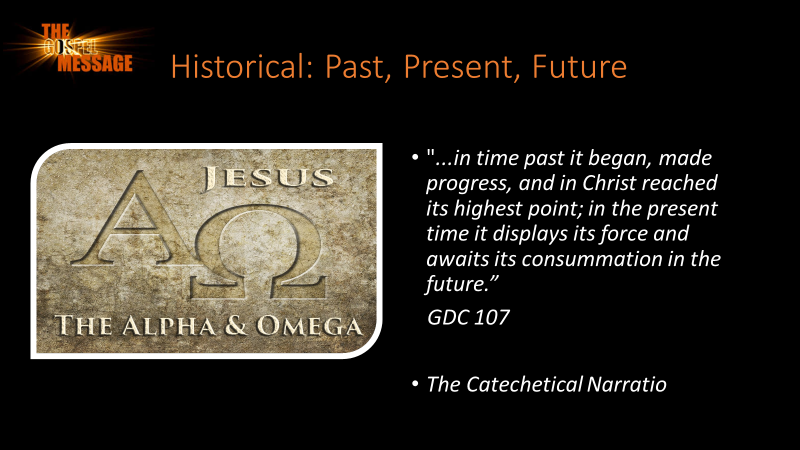 THE
GOSPEL
MESSAGE
Historical: Past, Present, Future
JESUS
ΑΩ
THE ALPHA & OMEGA
• "...in time past it began, made
progress, and in Christ reached
its highest point; in the present
time it displays its force and
awaits its consummation in the
future.”
GDC 107
• The Catechetical Narratio